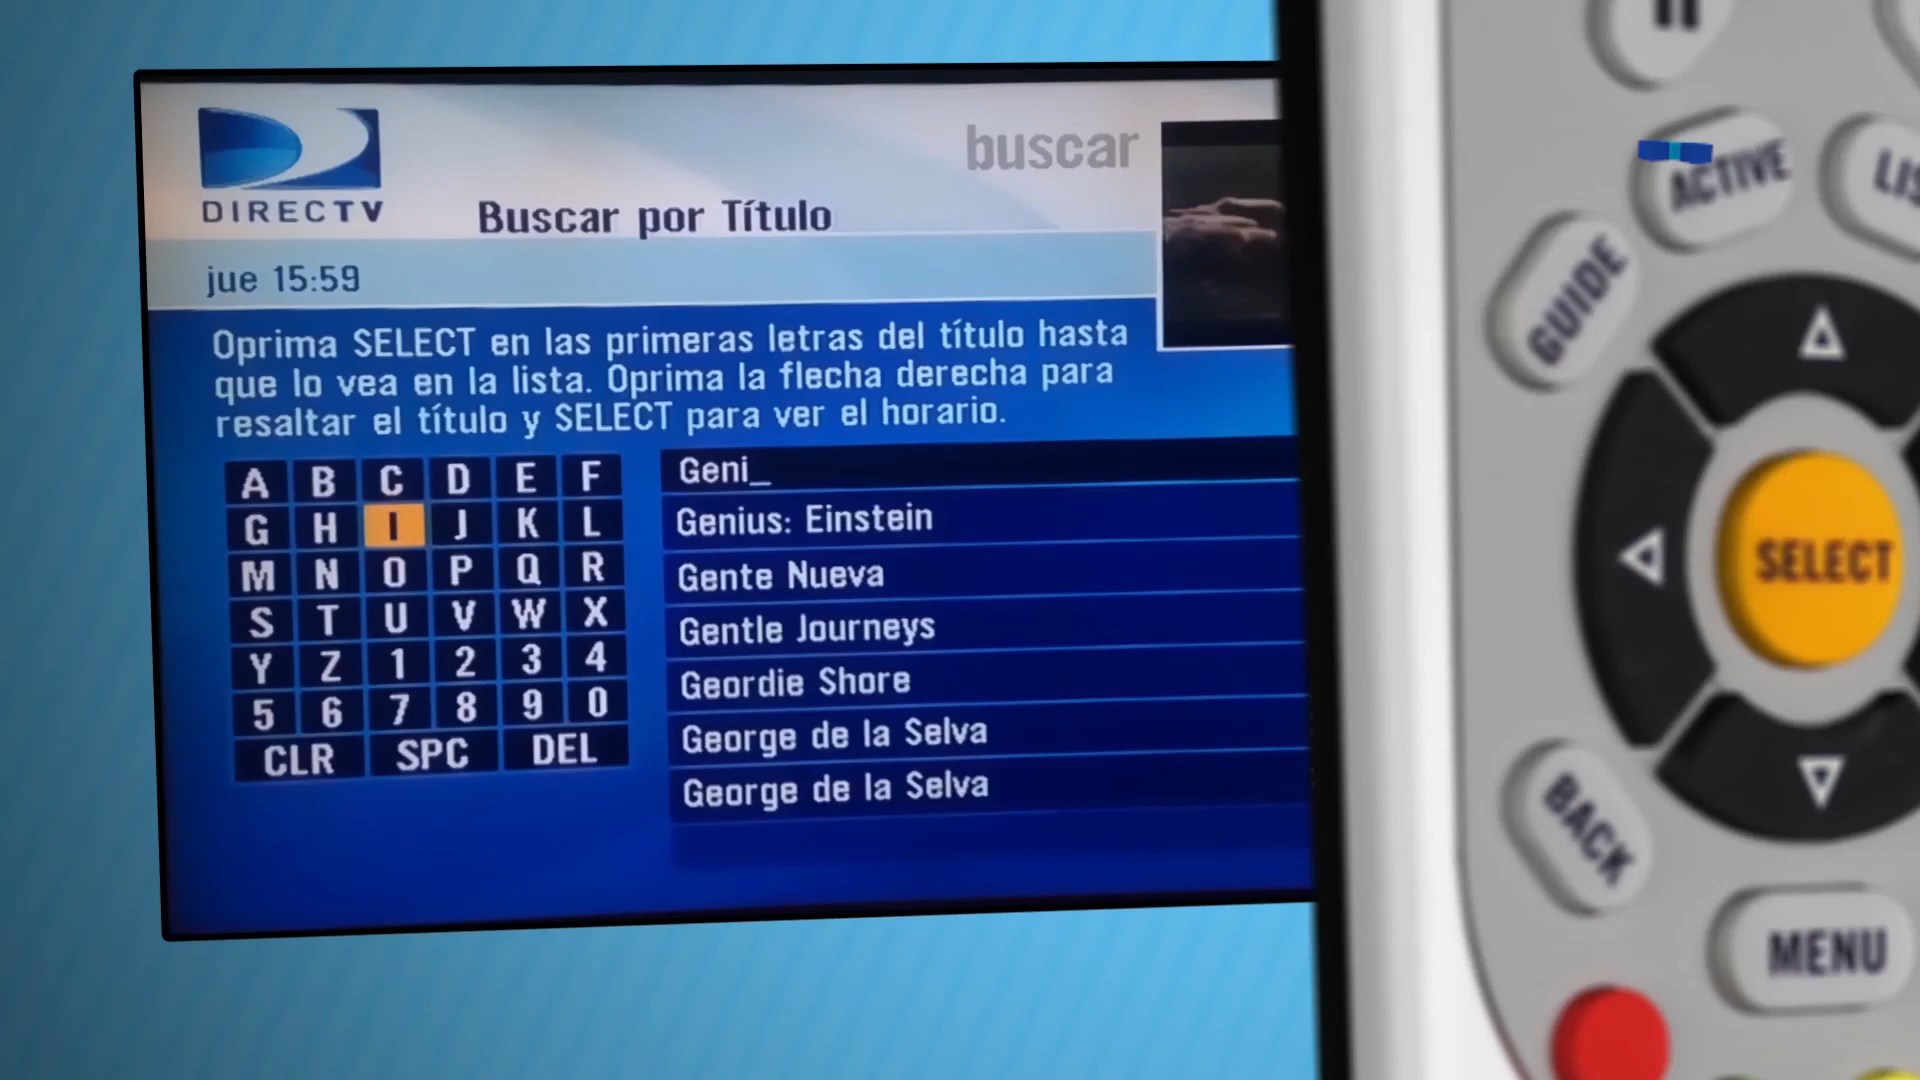 DIRECTV
buscar
Buscar por Título
jue 15:59
Oprima SELECT en las primeras letras del título hasta
que lo vea en la lista. Oprima la flecha derecha para
resaltar el título y SELECT para ver el horario.
A B C D E F
G H I J K L
M N O P Q R
S T U V W X
Y Z 1 2 3 4
5 6 7 8 9 0
CLR SPC DEL
Geni_
Genius: Einstein
Gente Nueva
Gentle Journeys
Geordie Shore
George de la Selva
George de la Selva
ACTIVE
GUIDE
SELECT
BACK
MENU